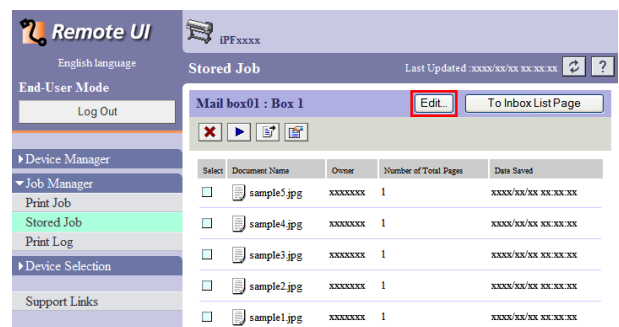 Remote UI
English language
End-User Mode
Log Out
Device Manager
Job Manager
Print Job
Stored Job
Print Log
Device Selection
Support Links
iPFxxxx
Stored Job
Last Updated :xxxx/xx/xx xx:xx:xx
?
Mail box01 : Box 1
Edit...
To Inbox List Page
Select Document Name Owner Number of Total Pages Date Saved
sample5.jpg xxxxxxx 1 xxxx/xx/xx xx:xx:xx
sample4.jpg xxxxxxx 1 xxxx/xx/xx xx:xx:xx
sample3.jpg xxxxxxx 1 xxxx/xx/xx xx:xx:xx
sample2.jpg xxxxxxx 1 xxxx/xx/xx xx:xx:xx
sample1.jpg xxxxxxx 1 xxxx/xx/xx xx:xx:xx